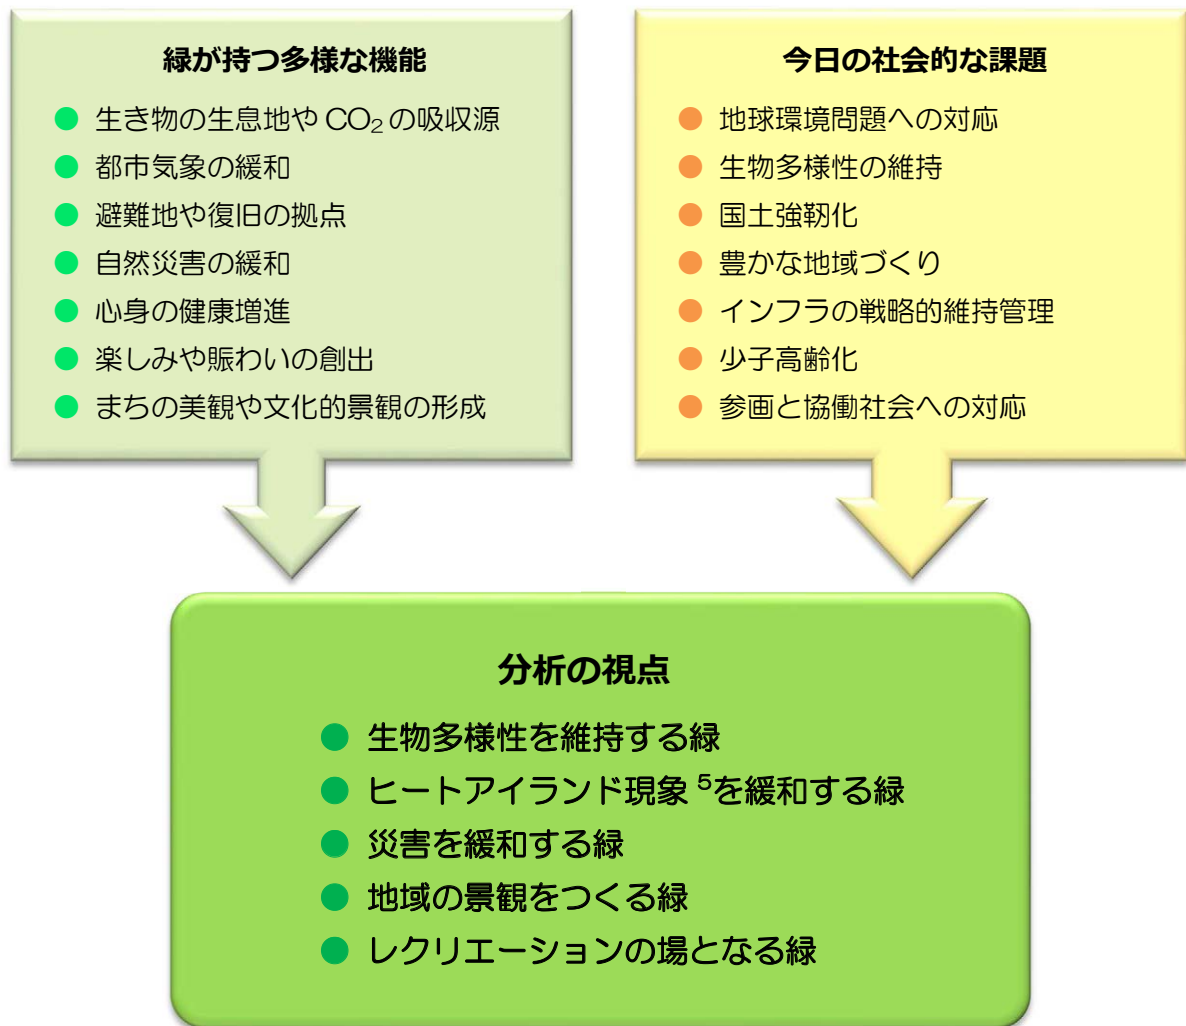 緑が持つ多様な機能
● 生き物の生息地や CO₂ の吸収源
● 都市気象の緩和
● 避難地や復旧の拠点
● 自然災害の緩和
● 心身の健康増進
● 楽しみや賑わいの創出
● まちの美観や文化的景観の形成
今日の社会的な課題
● 地球環境問題への対応
● 生物多様性の維持
● 国土強靭化
● 豊かな地域づくり
● インフラの戦略的維持管理
● 少子高齢化
● 参画と協働社会への対応
分析の視点
● 生物多様性を維持する緑
● ヒートアイランド現象 ⁵を緩和する緑
● 災害を緩和する緑
● 地域の景観をつくる緑
● レクリエーションの場となる緑